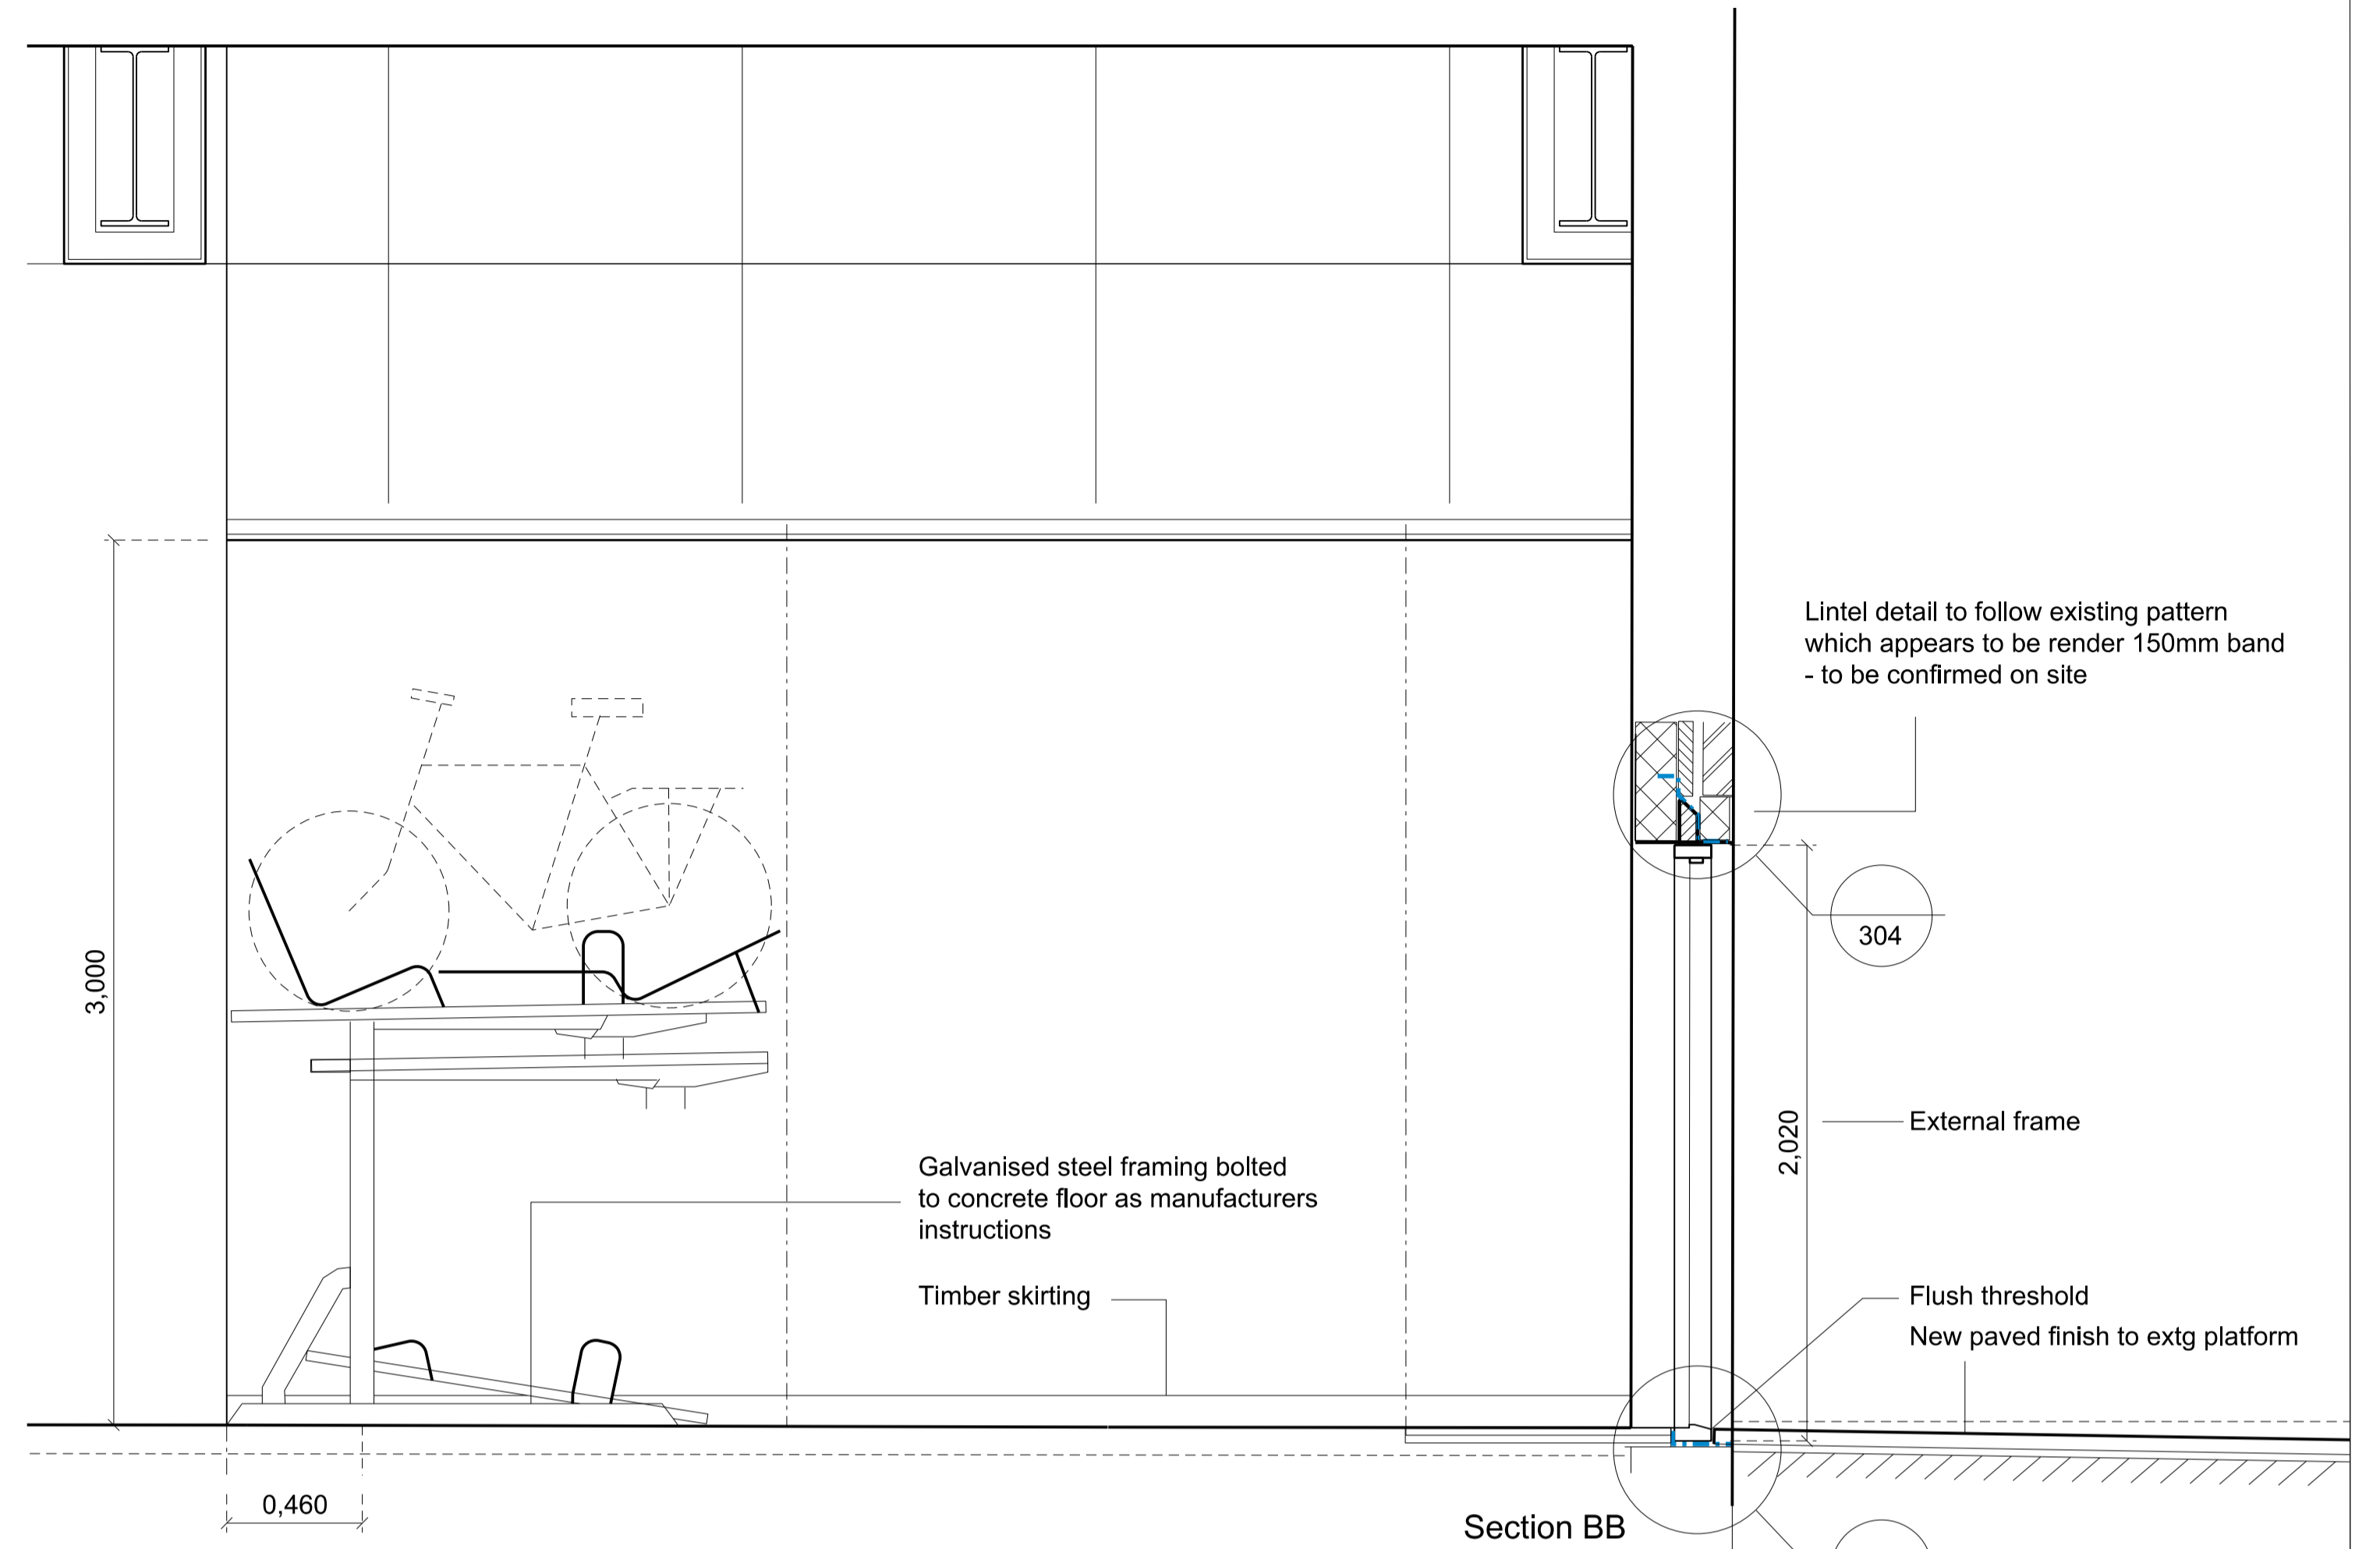 Lintel detail to follow existing pattern
which appears to be render 150mm band
- to be confirmed on site
304
3,000
2,020
External frame
Galvanised steel framing bolted
to concrete floor as manufacturers
instructions
Timber skirting
Flush threshold
New paved finish to extg platform
0,460
Section BB